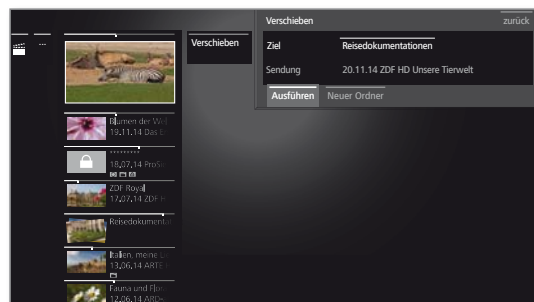 Verschieben
zurück
...
Verschieben
Ziel
Reisedokumentationen
Sendung
20.11.14 ZDF HD Unsere Tierwelt
Ausführen
Neuer Ordner
Blumen der Wel
19.11.14 Das Er
*********
18.07.14 ProSie
ZDF Royal
17.07.14 ZDF
Reisedokumentat
Italien, meine
13.06.14 ARTE
Fauna und Flor
12.06.14 ARD